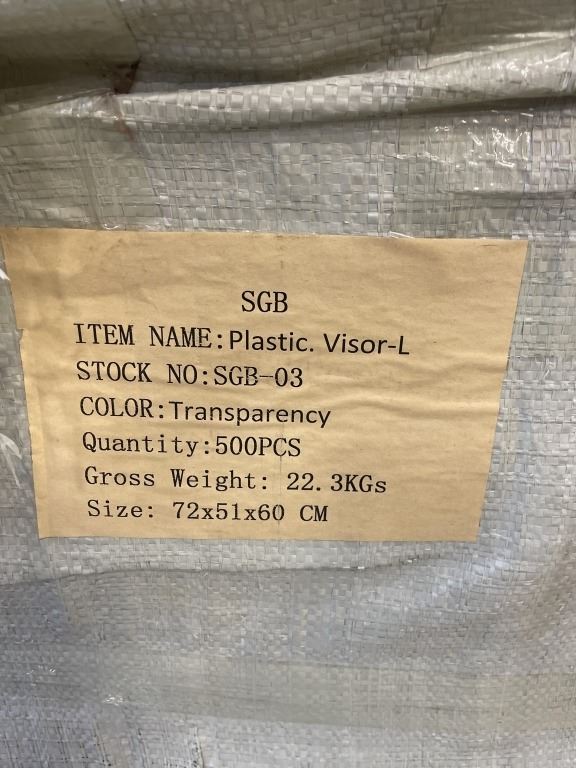 SGB
ITEM NAME:Plastic. Visor-L
STOCK NO:SGB-03
COLOR:Transparency
Quantity:500PCS
Gross Weight: 22.3KGs
Size: 72x51x60 CM